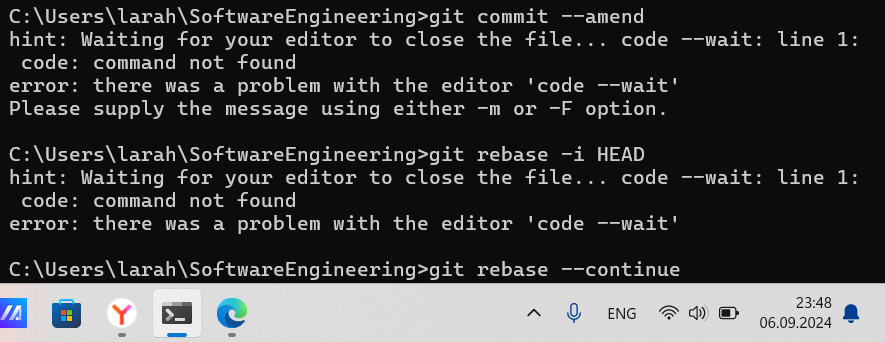 C:\Users\larah\SoftwareEngineering>git commit --amend
hint: Waiting for your editor to close the file... code --wait: line 1:
 code: command not found
error: there was a problem with the editor 'code --wait'
Please supply the message using either -m or -F option.

C:\Users\larah\SoftwareEngineering>git rebase -i HEAD
hint: Waiting for your editor to close the file... code --wait: line 1:
 code: command not found
error: there was a problem with the editor 'code --wait'

C:\Users\larah\SoftwareEngineering>git rebase --continue
ENG
23:48
06.09.2024